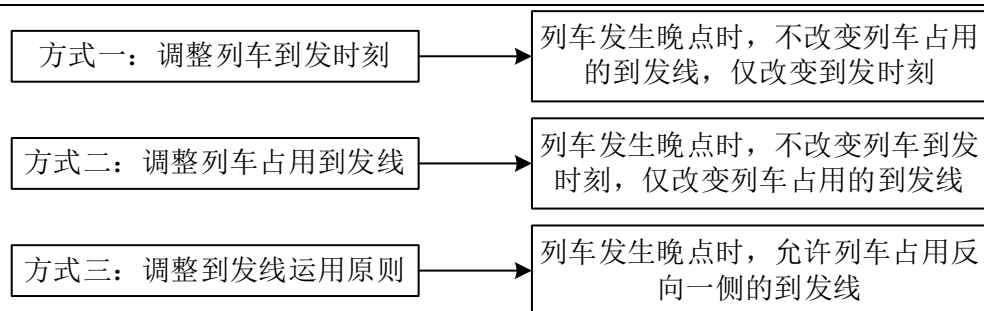 方式一：调整列车到发时刻
列车发生晚点时，不改变列车占用
的到发线，仅改变到发时刻
方式二：调整列车占用到发线
列车发生晚点时，不改变列车到发
时刻，仅改变列车占用的到发线
方式三：调整到发线运用原则
列车发生晚点时，允许列车占用反
向一侧的到发线